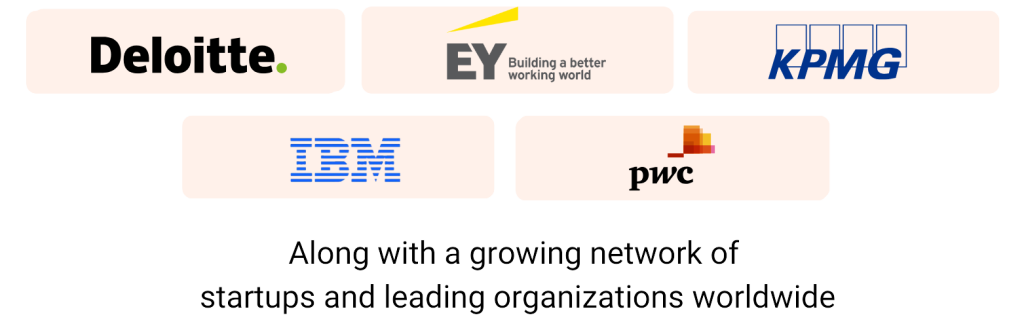 Deloitte.
EY Building a better
working world
KPMG
IBM
pwc
Along with a growing network of
startups and leading organizations worldwide